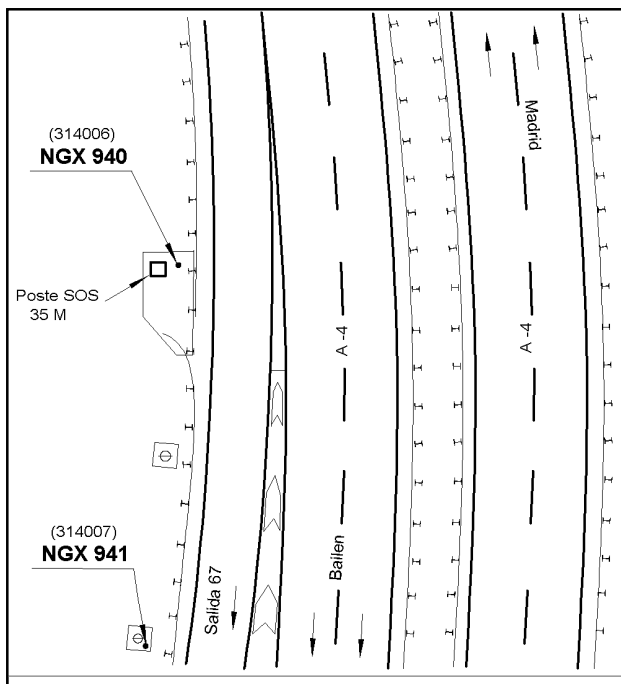 Madrid
(314006)
NGX 940
Poste SOS
35 M
A -4
A -4
(314007)
NGX 941
Salida 67
Bailen